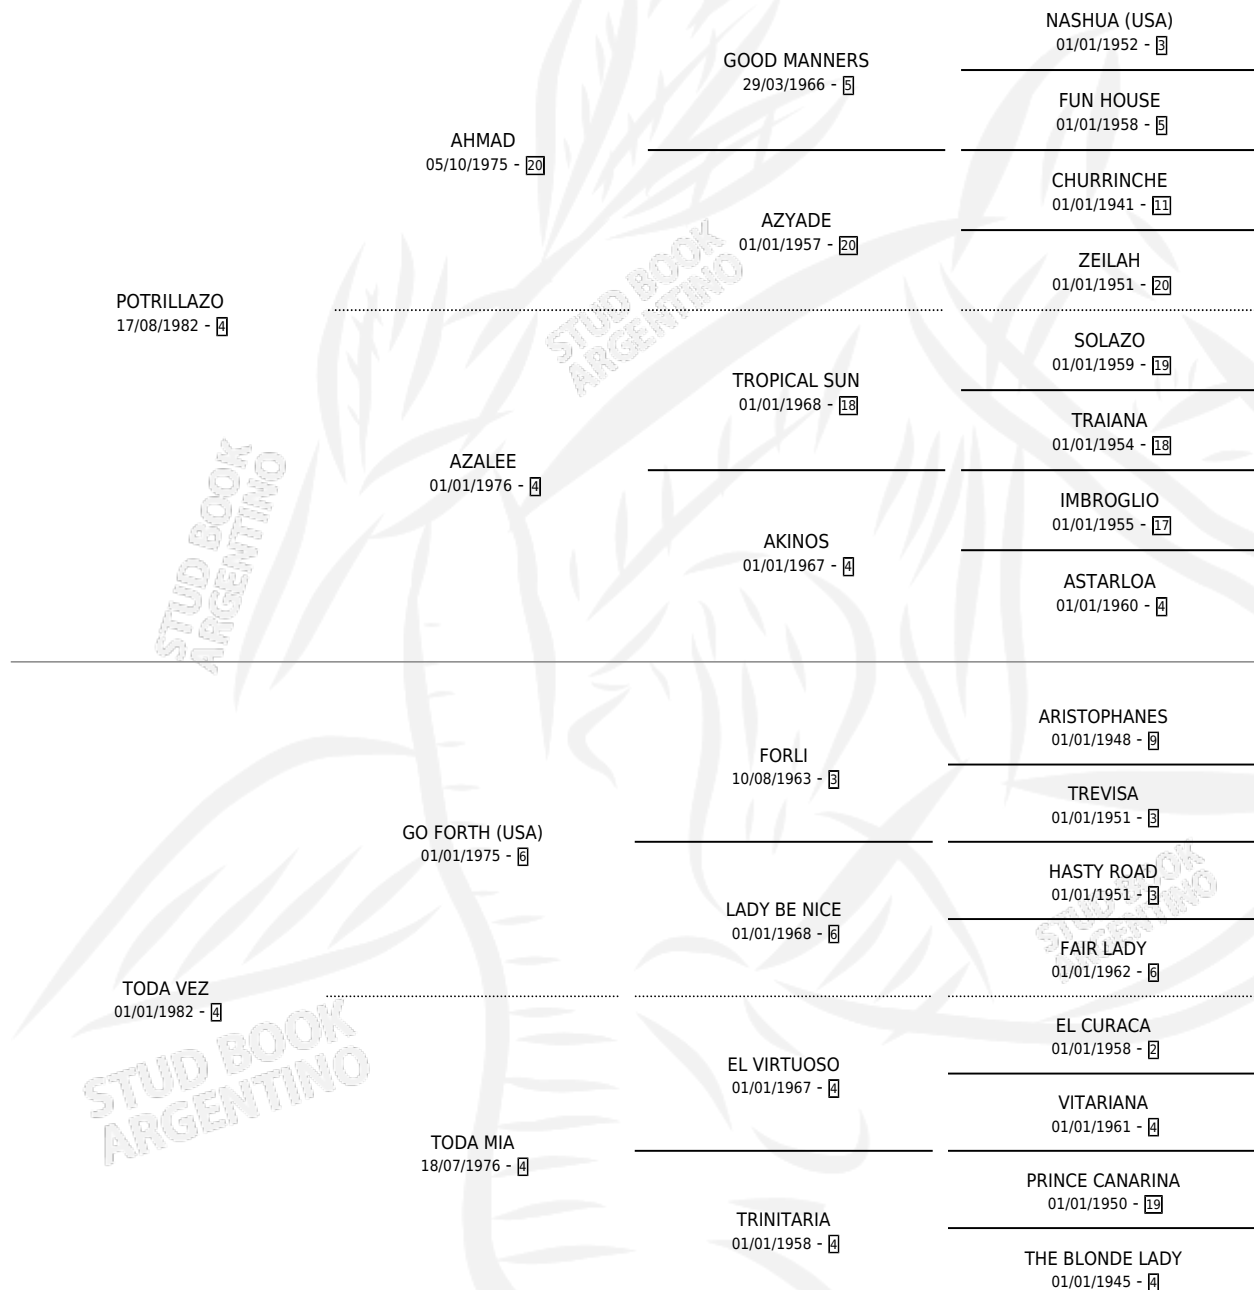 NASHUA (USA)
01/01/1952 - 3
GOOD MANNERS
29/03/1966 - 5
FUN HOUSE
01/01/1958 - 5
AHMAD
05/10/1975 - 20
CHURRINCHE
01/01/1941 - 11
AZYADE
01/01/1957 - 20
ZEILAH
01/01/1951 - 20
POTRILLAZO
17/08/1982 - 4
SOLAZO
01/01/1959 - 19
TROPICAL SUN
01/01/1968 - 18
TRAIANA
01/01/1954 - 18
AZALEE
01/01/1976 - 4
IMBROGLIO
01/01/1955 - 17
AKINOS
01/01/1967 - 4
ASTARLOA
01/01/1960 - 4
ARISTOPHANES
01/01/1948 - 9
FORLI
10/08/1963 - 3
TREVISA
01/01/1951 - 3
GO FORTH (USA)
01/01/1975 - 6
HASTY ROAD
01/01/1951 - 3
LADY BE NICE
01/01/1968 - 6
FAIR LADY
01/01/1962 - 6
TODA VEZ
01/01/1982 - 4
EL CURACA
01/01/1958 - 2
EL VIRTUOSO
01/01/1967 - 4
VITARIANA
01/01/1961 - 4
TODA MIA
18/07/1976 - 4
PRINCE CANARINA
01/01/1950 - 19
TRINITARIA
01/01/1958 - 4
THE BLONDE LADY
01/01/1945 - 4
STUD BOOK
ARGENTINO
STUD BOOK
ARGENTINO
STUD BOOK
ARGENTINO
STUD BOOK
ARGENTINO